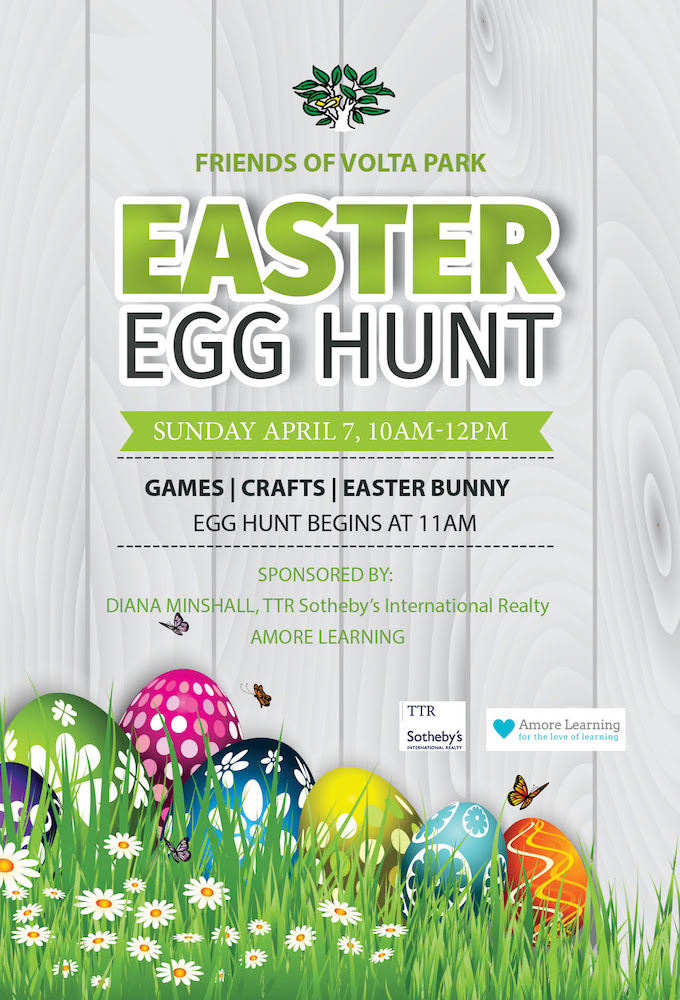 FRIENDS OF VOLTA PARK
EASTER
EGG HUNT
SUNDAY APRIL 7, 10AM-12PM
GAMES | CRAFTS | EASTER BUNNY
EGG HUNT BEGINS AT 11AM
SPONSORED BY:
DIANA MINSHALL, TTR Sotheby's International Realty
AMORE LEARNING
TTR
Sotheby's
INTERNATIONAL REALTY
Amore Learning
for the love of learning